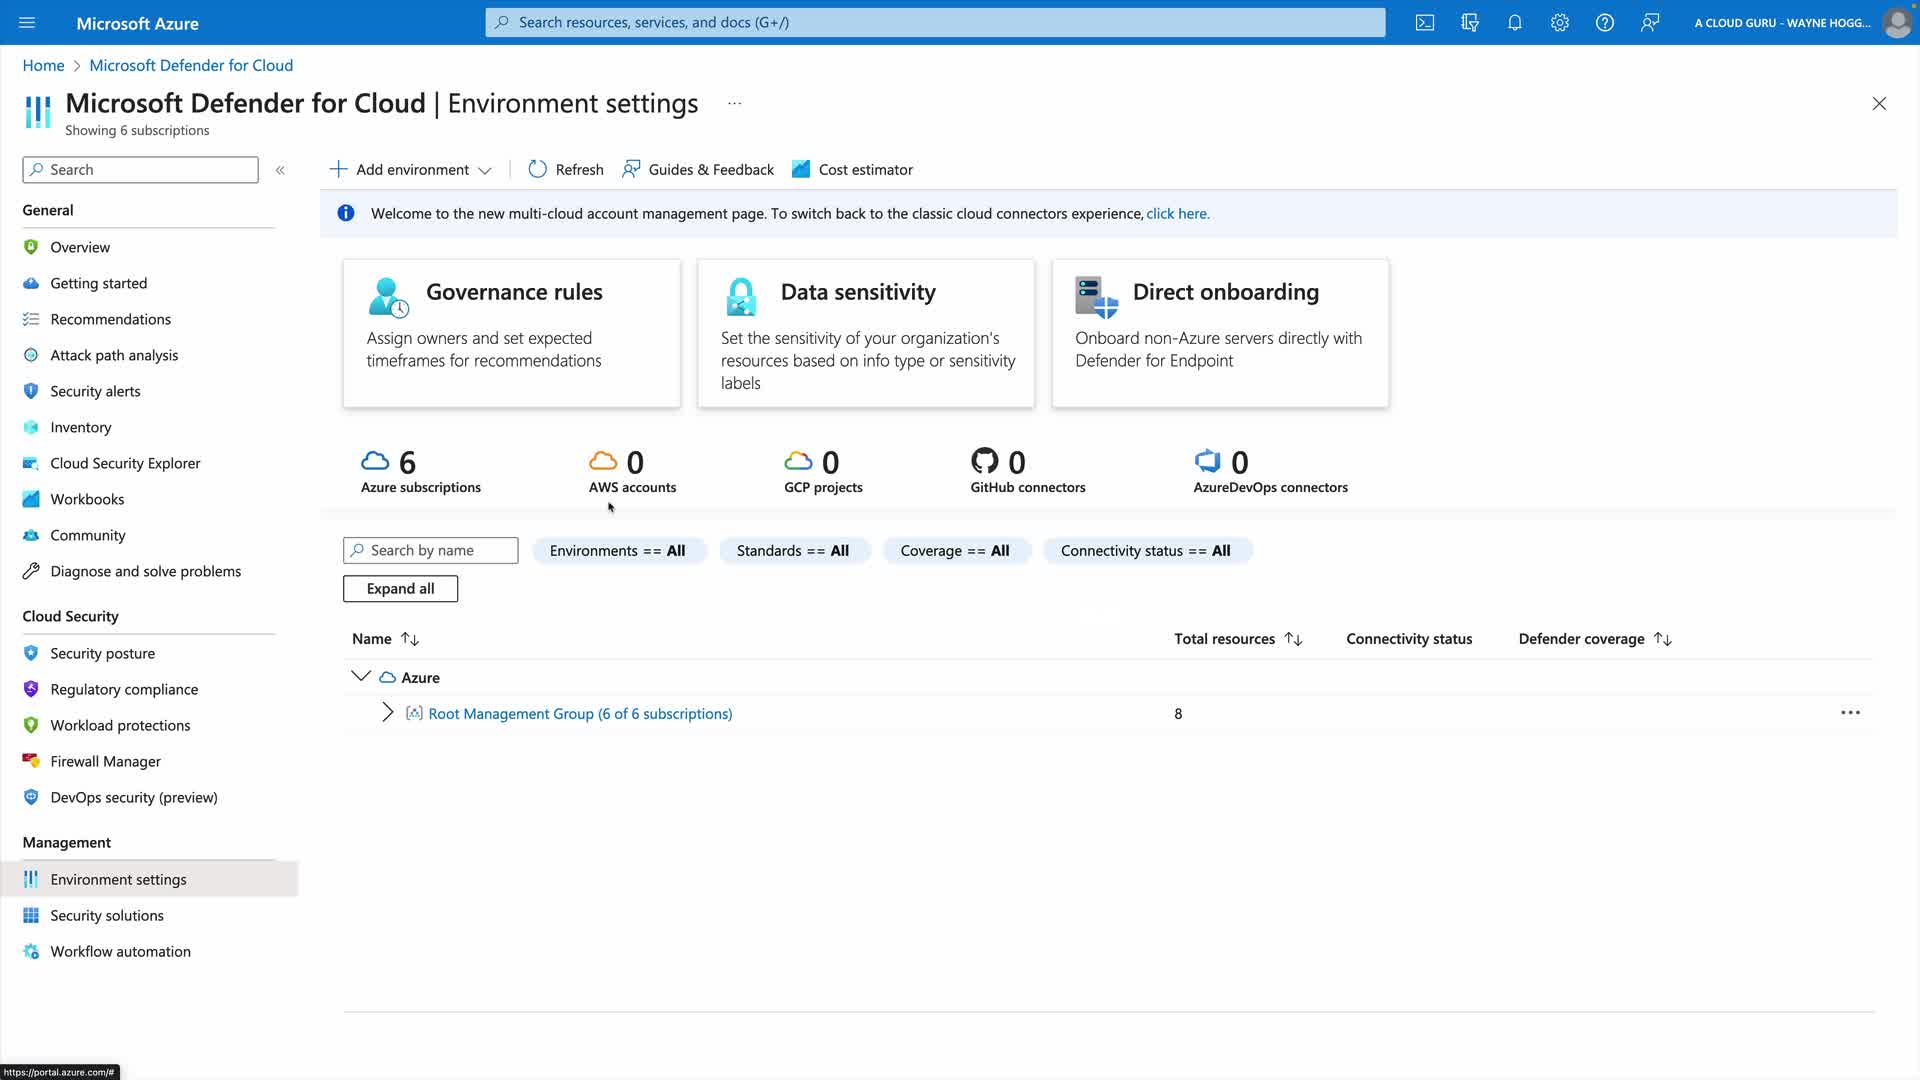 Microsoft Azure
Search resources, services, and docs (G+/)
A CLOUD GURU - WAYNE HOGG...
Home > Microsoft Defender for Cloud
Microsoft Defender for Cloud | Environment settings ...
Showing 6 subscriptions
Search
«
General
Overview
Getting started
Recommendations
Attack path analysis
Security alerts
Inventory
Cloud Security Explorer
Workbooks
Community
Diagnose and solve problems
Cloud Security
Security posture
Regulatory compliance
Workload protections
Firewall Manager
DevOps security (preview)
Management
Environment settings
Security solutions
Workflow automation
Add environment
Refresh
Guides & Feedback
Cost estimator
Welcome to the new multi-cloud account management page. To switch back to the classic cloud connectors experience, click here.
Governance rules
Assign owners and set expected
timeframes for recommendations
Data sensitivity
Set the sensitivity of your organization's
resources based on info type or sensitivity
labels
Direct onboarding
Onboard non-Azure servers directly with
Defender for Endpoint
6
Azure subscriptions
0
AWS accounts
0
GCP projects
0
GitHub connectors
0
AzureDevOps connectors
Search by name
Environments == All
Standards == All
Coverage == All
Connectivity status == All
Expand all
Name ↑↓ Total resources ↑↓ Connectivity status Defender coverage ↑↓
Azure
Root Management Group (6 of 6 subscriptions) 8 ...
https://portal.azure.com/#